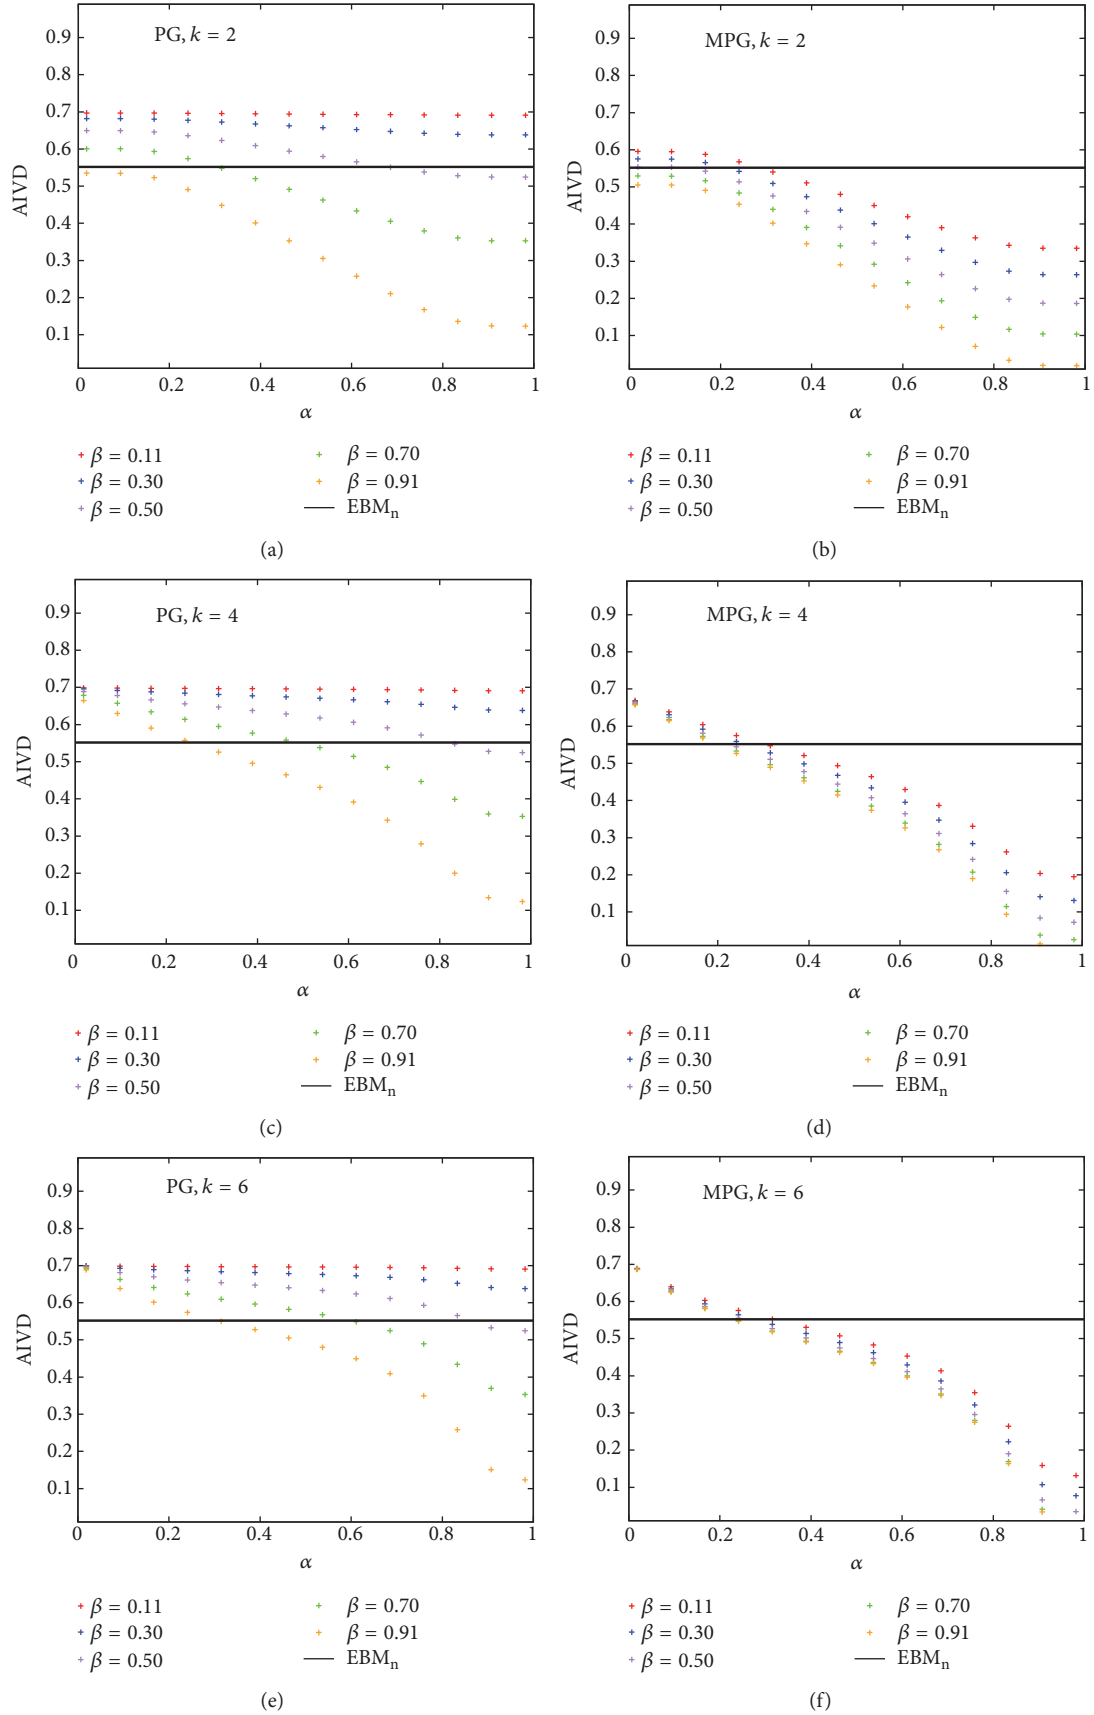 PG, k = 2
AIVD
0.9
0.8
0.7
0.6
0.5
0.4
0.3
0.2
0.1
0 0.2 0.4 0.6 0.8 1
α
β = 0.11
β = 0.30
β = 0.50
β = 0.70
β = 0.91
EBMn
(a)
MPG, k = 2
AIVD
0.9
0.8
0.7
0.6
0.5
0.4
0.3
0.2
0.1
0 0.2 0.4 0.6 0.8 1
α
β = 0.11
β = 0.30
β = 0.50
β = 0.70
β = 0.91
EBMn
(b)
PG, k = 4
AIVD
0.9
0.8
0.7
0.6
0.5
0.4
0.3
0.2
0.1
0 0.2 0.4 0.6 0.8 1
α
β = 0.11
β = 0.30
β = 0.50
β = 0.70
β = 0.91
EBMn
(c)
MPG, k = 4
AIVD
0.9
0.8
0.7
0.6
0.5
0.4
0.3
0.2
0.1
0 0.2 0.4 0.6 0.8 1
α
β = 0.11
β = 0.30
β = 0.50
β = 0.70
β = 0.91
EBMn
(d)
PG, k = 6
AIVD
0.9
0.8
0.7
0.6
0.5
0.4
0.3
0.2
0.1
0 0.2 0.4 0.6 0.8 1
α
β = 0.11
β = 0.30
β = 0.50
β = 0.70
β = 0.91
EBMn
(e)
MPG, k = 6
AIVD
0.9
0.8
0.7
0.6
0.5
0.4
0.3
0.2
0.1
0 0.2 0.4 0.6 0.8 1
α
β = 0.11
β = 0.30
β = 0.50
β = 0.70
β = 0.91
EBMn
(f)